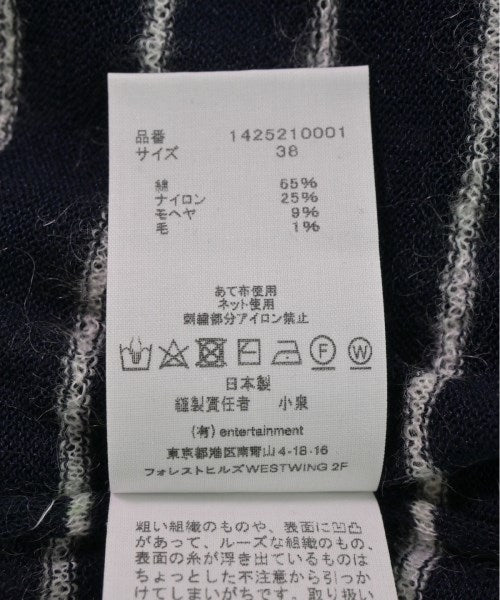 品番 1425210001
サイズ 38
綿 65%
ナイロン 25%
モヘヤ 9%
毛 1%
あて布使用
ネット使用
刺繍部分アイロン禁止
F W
日本製
縫製責任者 小泉
(有) entertainment
東京都港区南青山4-18-16
フォレストヒルズWESTWING 2F
粗い組織のものや、表面に凹凸
があって、ルーズな組織のもの、
表面の糸が浮き出ているものは
ちょっとした不注意から引っか
けてしまいがちです。取り扱い